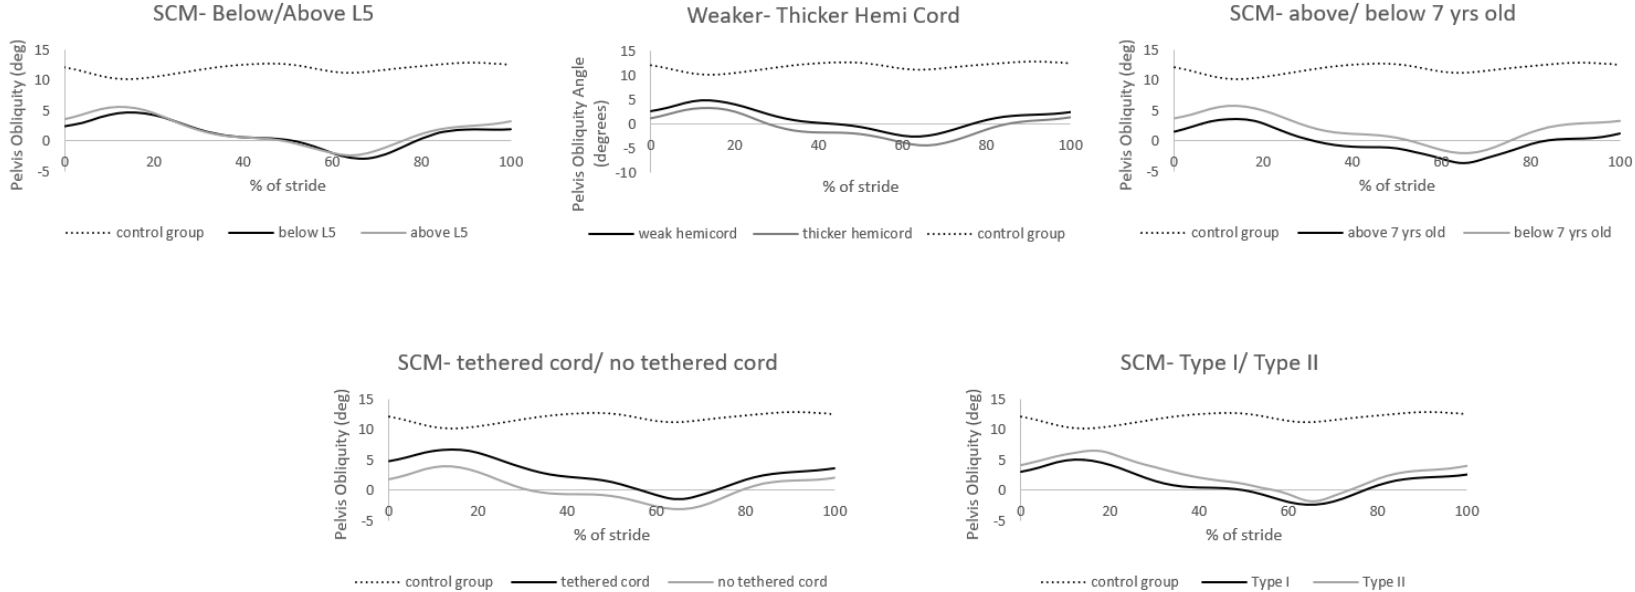 SCM- Below/Above L5
Pelvis Obliquity (deg)
15
10
5
0
-5
0 20 40 60 80 100
% of stride
control group below L5 above L5
Weaker- Thicker Hemi Cord
Pelvis Obliquity Angle
(degrees)
15
10
5
0
-5
-10
0 20 40 60 80 100
% of stride
weak hemicord thicker hemicord control group
SCM- above/ below 7 yrs old
Pelvis Obliquity (deg)
15
10
5
0
-5
0 20 40 60 80 100
% of stride
control group above 7 yrs old below 7 yrs old
SCM- tethered cord/ no tethered cord
Pelvis Obliquity (deg)
15
10
5
0
-5
0 20 40 60 80 100
% of stride
control group tethered cord no tethered cord
SCM- Type I/ Type II
Pelvis Obliquity (deg)
15
10
5
0
-5
0 20 40 60 80 100
% of stride
control group Type I Type II